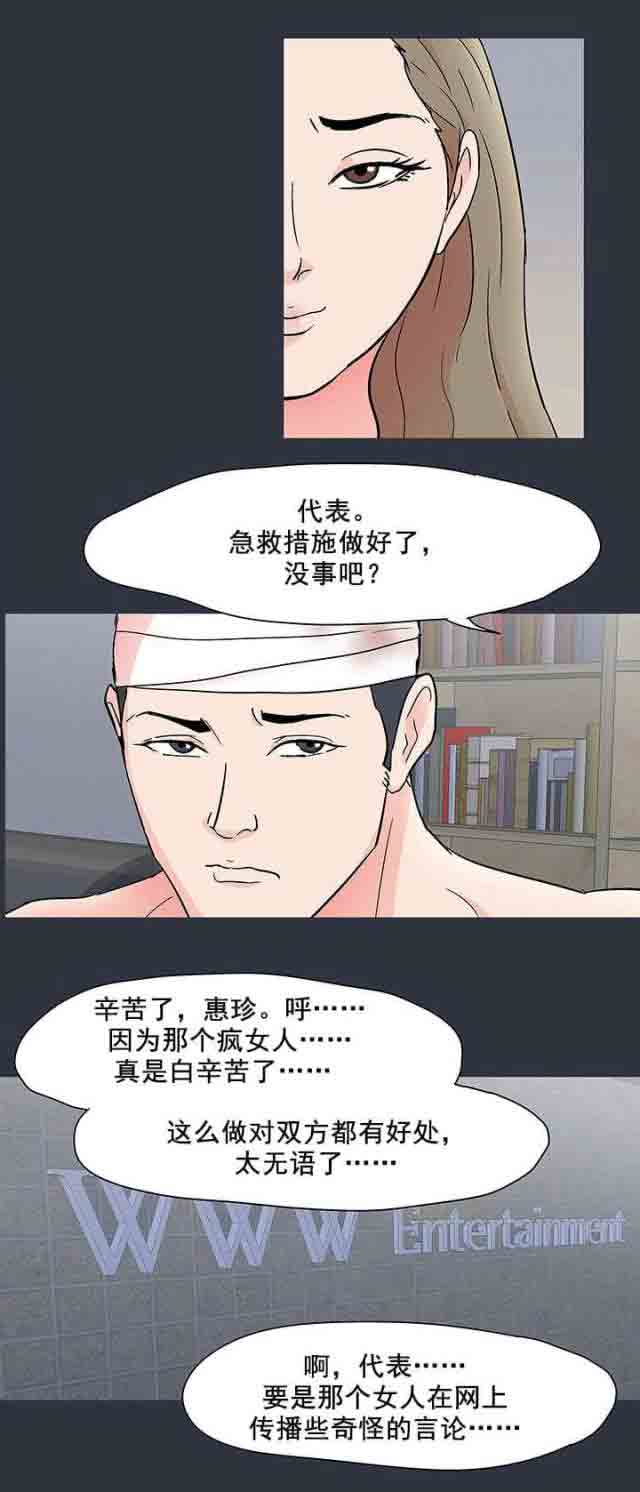 代表。
急救措施做好了，
没事吧？
辛苦了，惠珍。呼……
因为那个疯女人……
真是白辛苦了……
这么做对双方都有好处，
太无语了……
WWW Entertainment
啊，代表……
要是那个女人在网上
传播些奇怪的言论……